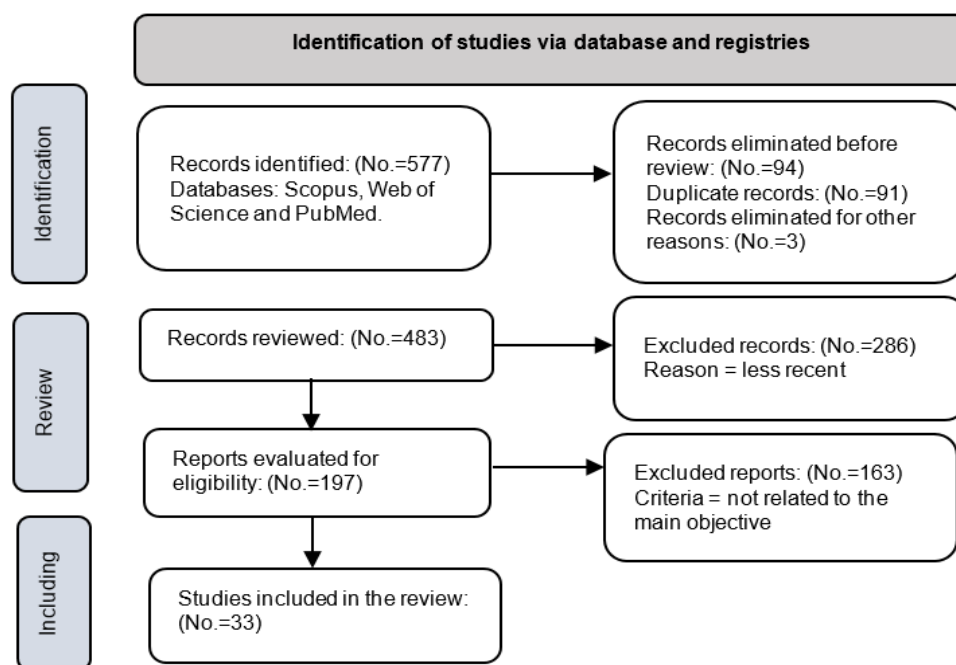 Identification of studies via database and registries
Identification
Records identified: (No.=577)
Databases: Scopus, Web of
Science and PubMed.
Records eliminated before
review: (No.=94)
Duplicate records: (No.=91)
Records eliminated for other
reasons: (No.=3)
Review
Records reviewed: (No.=483)
Excluded records: (No.=286)
Reason = less recent
Reports evaluated for
eligibility: (No.=197)
Excluded reports: (No.=163)
Criteria = not related to the
main objective
Including
Studies included in the review:
(No.=33)